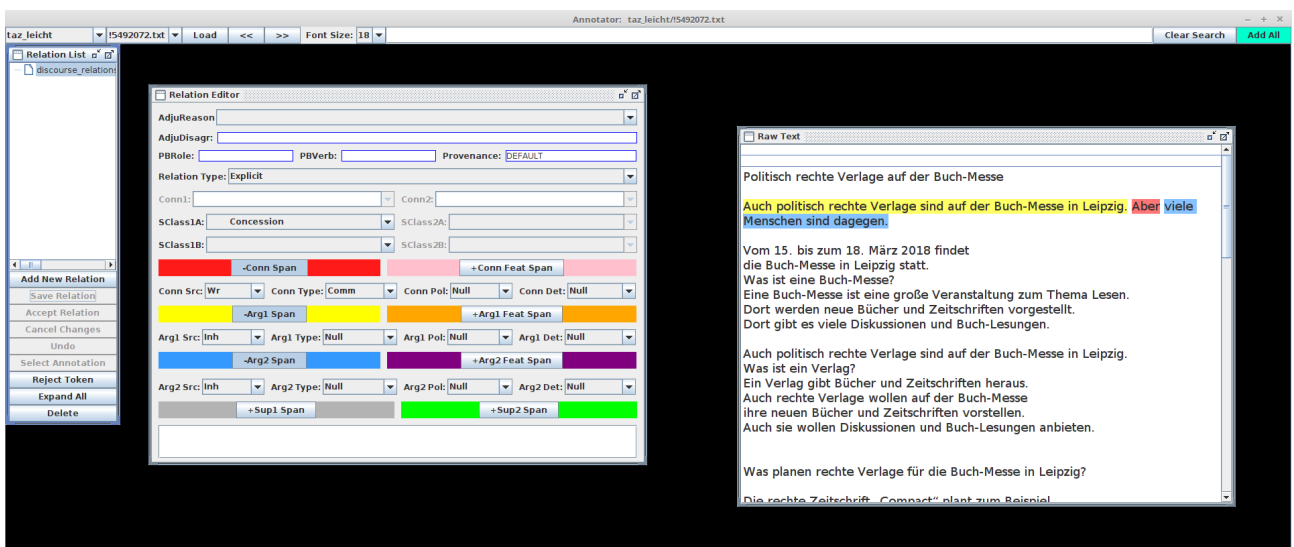 Annotator: taz_leicht/!5492072.txt
taz_leicht !5492072.txt Load << >> Font Size: 18 Clear Search Add All
Relation List
discourse_relations
Add New Relation
Save Relation
Accept Relation
Cancel Changes
Undo
Select Annotation
Reject Token
Expand All
Delete
Relation Editor
AdjuReason
AdjuDisagr:
PBRole: PBVerb: Provenance: DEFAULT
Relation Type: Explicit
Conn1: Conn2:
SClass1A: Concession SClass2A:
SClass1B: SClass2B:
-Conn Span +Conn Feat Span
Conn Src: Wr Conn Type: Comm Conn Pol: Null Conn Det: Null
-Arg1 Span +Arg1 Feat Span
Arg1 Src: Inh Arg1 Type: Null Arg1 Pol: Null Arg1 Det: Null
-Arg2 Span +Arg2 Feat Span
Arg2 Src: Inh Arg2 Type: Null Arg2 Pol: Null Arg2 Det: Null
+Sup1 Span +Sup2 Span
Raw Text
Politisch rechte Verlage auf der Buch-Messe
Auch politisch rechte Verlage sind auf der Buch-Messe in Leipzig. Aber viele
Menschen sind dagegen.
Vom 15. bis zum 18. März 2018 findet
die Buch-Messe in Leipzig statt.
Was ist eine Buch-Messe?
Eine Buch-Messe ist eine große Veranstaltung zum Thema Lesen.
Dort werden neue Bücher und Zeitschriften vorgestellt.
Dort gibt es viele Diskussionen und Buch-Lesungen.
Auch politisch rechte Verlage sind auf der Buch-Messe in Leipzig.
Was ist ein Verlag?
Ein Verlag gibt Bücher und Zeitschriften heraus.
Auch rechte Verlage wollen auf der Buch-Messe
ihre neuen Bücher und Zeitschriften vorstellen.
Auch sie wollen Diskussionen und Buch-Lesungen anbieten.
Was planen rechte Verlage für die Buch-Messe in Leipzig?
Die rechte Zeitschrift „Compact“ plant zum Beispiel